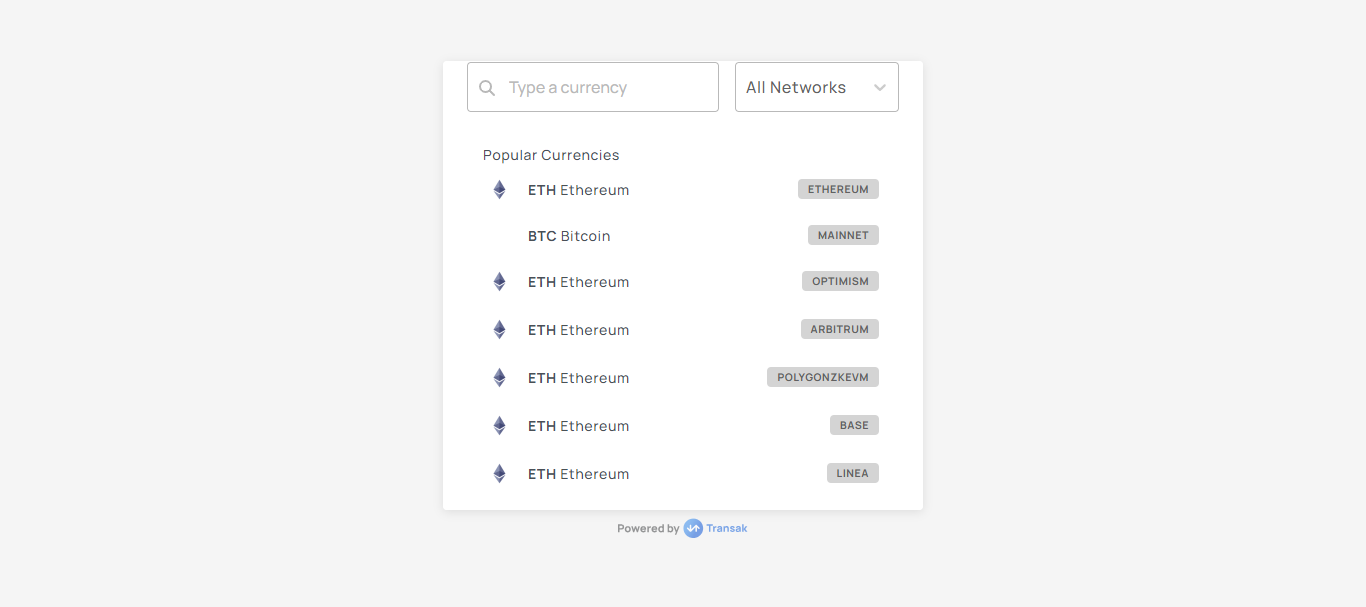 Type a currency All Networks
Popular Currencies
ETH Ethereum ETHEREUM
BTC Bitcoin MAINNET
ETH Ethereum OPTIMISM
ETH Ethereum ARBITRUM
ETH Ethereum POLYGONZKEVM
ETH Ethereum BASE
ETH Ethereum LINEA
Powered by Transak